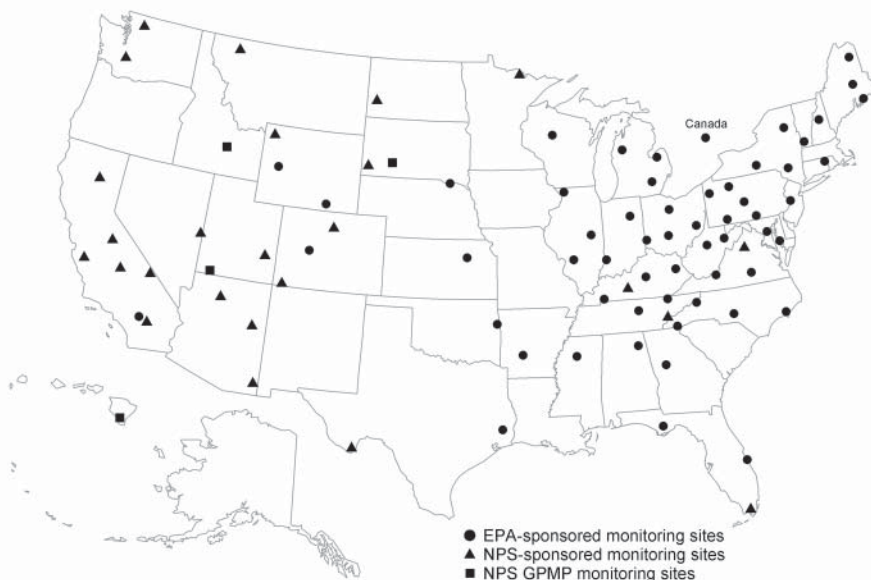 Canada
EPA-sponsored monitoring sites
NPS-sponsored monitoring sites
NPS GPMP monitoring sites